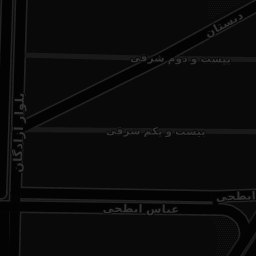 دبستان
بیست و دوم شرقی
بلوار آزادگان
بیست و یکم شرقی
ابطحی
عباس ابطحی